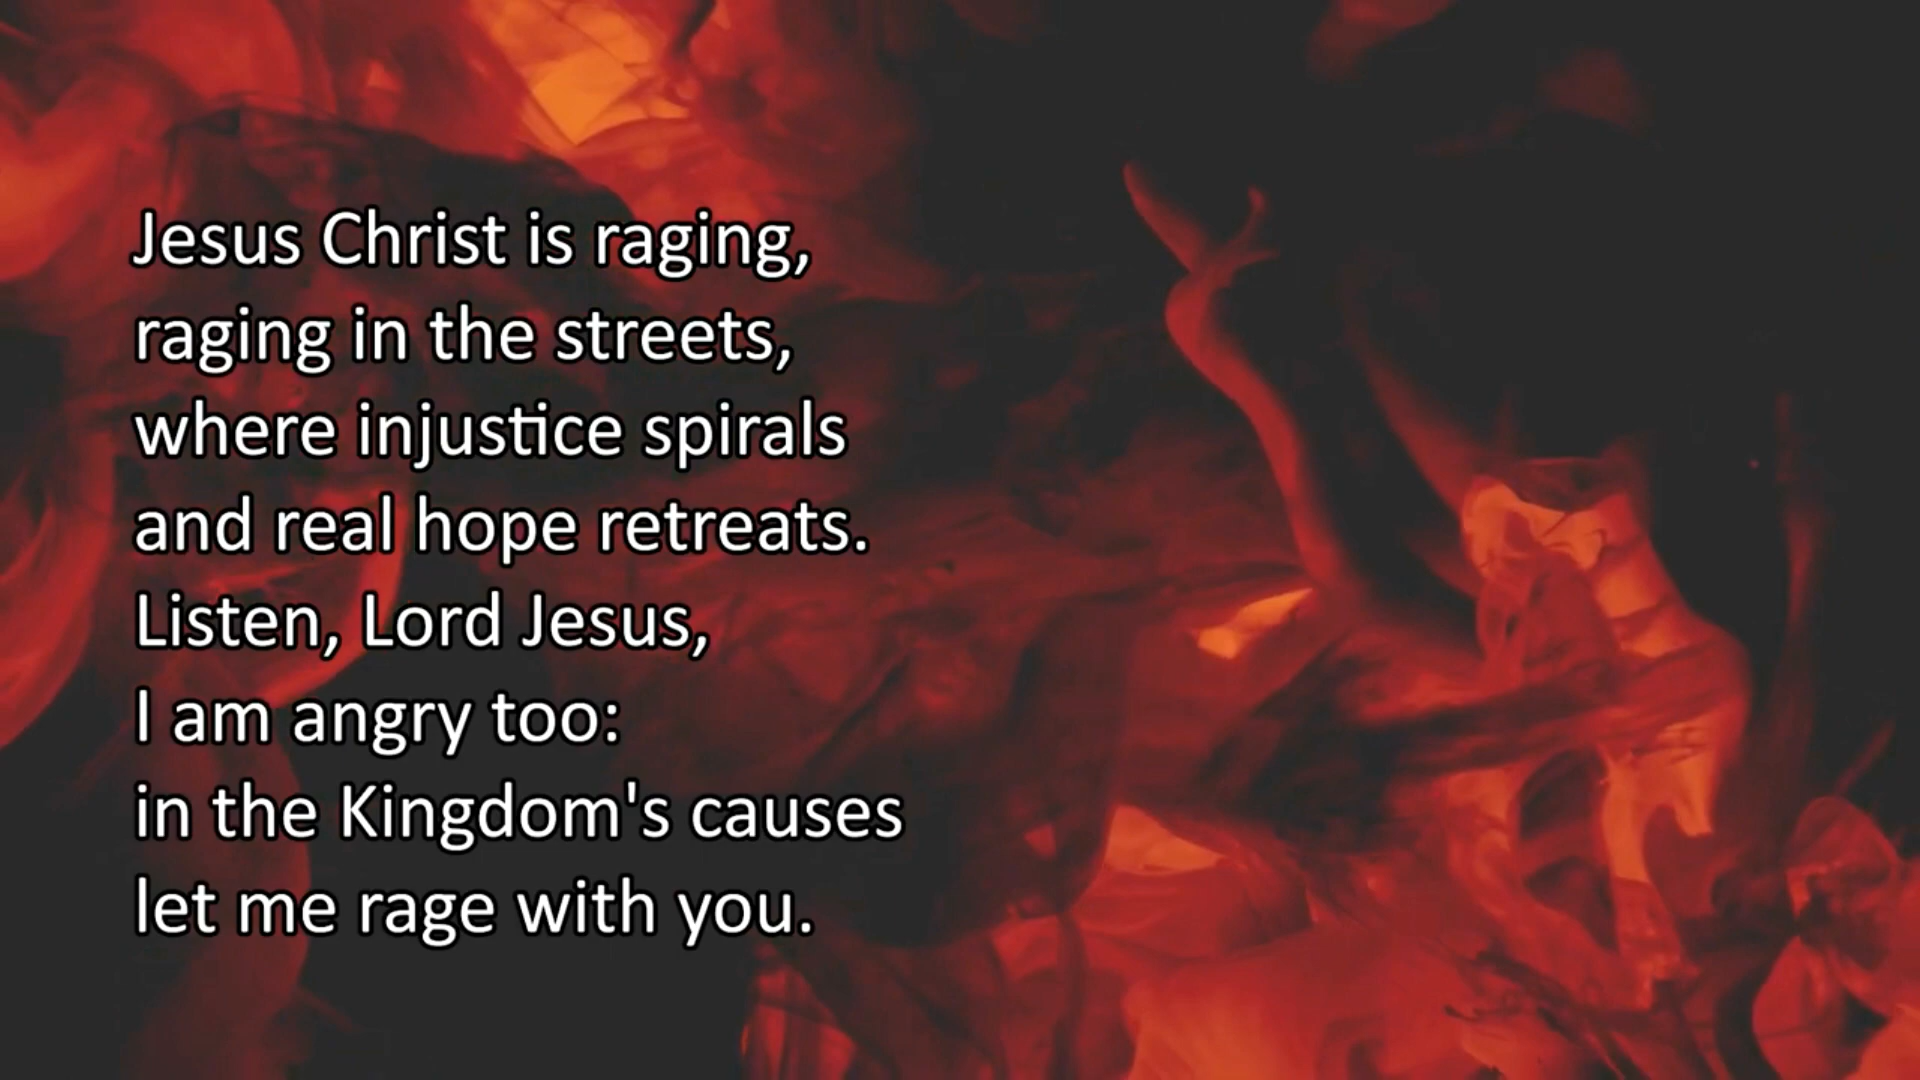 Jesus Christ is raging,
raging in the streets,
where injustice spirals
and real hope retreats.
Listen, Lord Jesus,
I am angry too:
in the Kingdom's causes
let me rage with you.